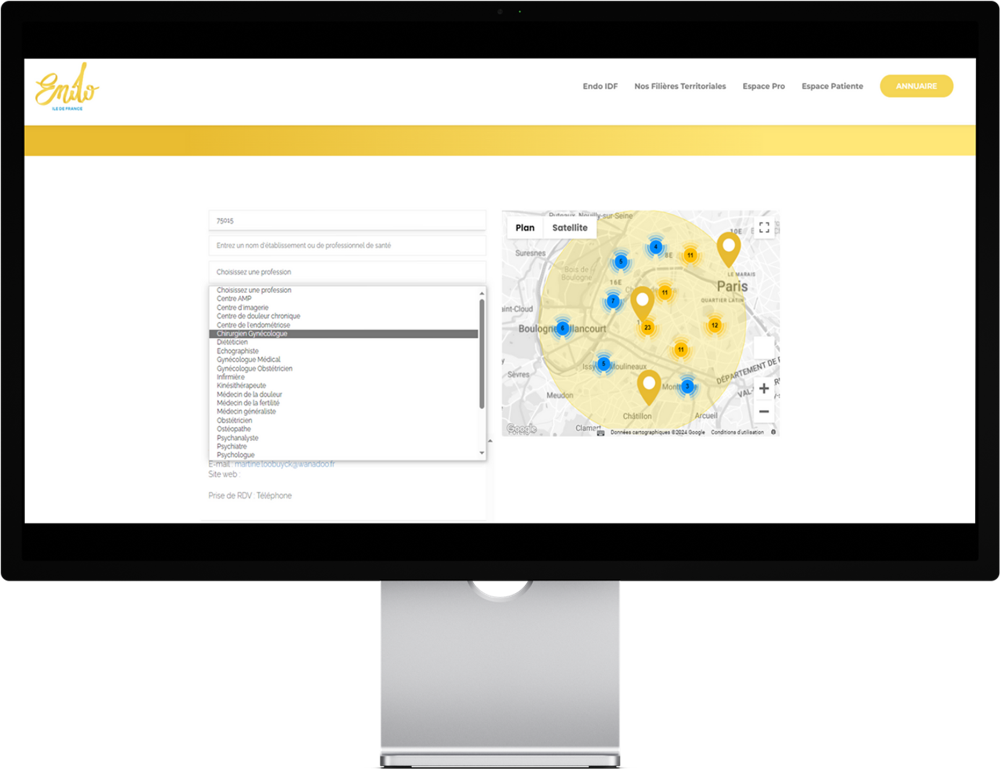 Endo
ILE DE FRANCE
Endo IDF
Nos Filières Territoriales
Espace Pro
Espace Patiente
ANNUAIRE
75015
Entrez un nom d'établissement ou de professionnel de santé
Choisissez une profession
Choisissez une profession
Centre AMP
Centre d'imagerie
Centre de douleur chronique
Centre de l'endométriose
Chirurgien Gynécologue
Diététicien
Echographiste
Gynécologue Médical
Gynécologue Obstétricien
Infirmièr.e
Kinésithérapeute
Médecin de la douleur
Médecin de la fertilité
Médecin généraliste
Obstétricien
Ostéopathe
Psychanalyste
Psychiatre
Psychologue
E-mail : martine.loobuyck@wanadoo.fr
Site web :
Prise de RDV : Téléphone
Plan
Satellite
Puteaux
Neuilly-sur-Seine
10E
Suresnes
4
8E
11
5
Bois de
Boulogne
16E
LE MARAIS
Paris
QUARTIER LATIN
11
7
int-Cloud
Boulogne
6
llancourt
23
12
11
5
Issy
Moulineaux
Sèvres
DÉPARTEMENT DE
VAL-
Mont
3
Meudon
Châtillon
Arcueil
Clamart
Google
Données cartographiques ©2024 Google
Conditions d'utilisation